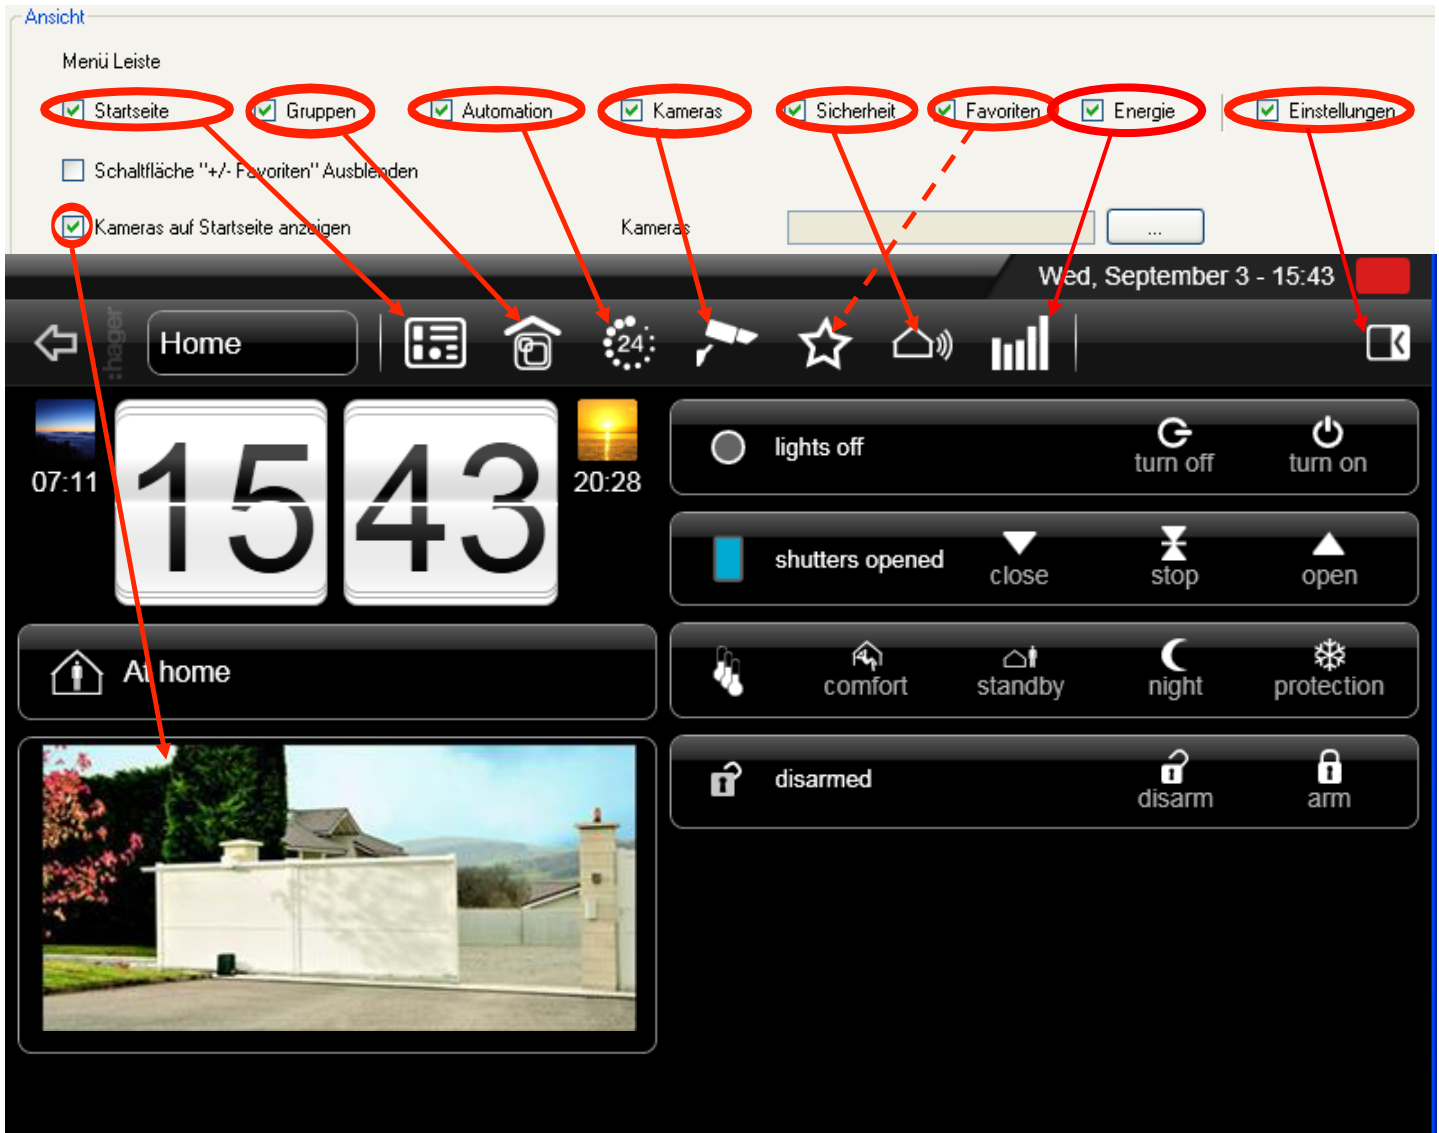 Ansicht
Menü Leiste
Startseite Gruppen Automation Kameras Sicherheit Favoriten Energie Einstellungen
Schaltfläche "+/- Favoriten" Ausblenden
Kameras auf Startseite anzeigen Kameras ...
Wed, September 3 - 15:43
:hager Home 24
07:11 15 43 20:28
lights off turn off turn on
shutters opened close stop open
At home
comfort standby night protection
disarmed disarm arm